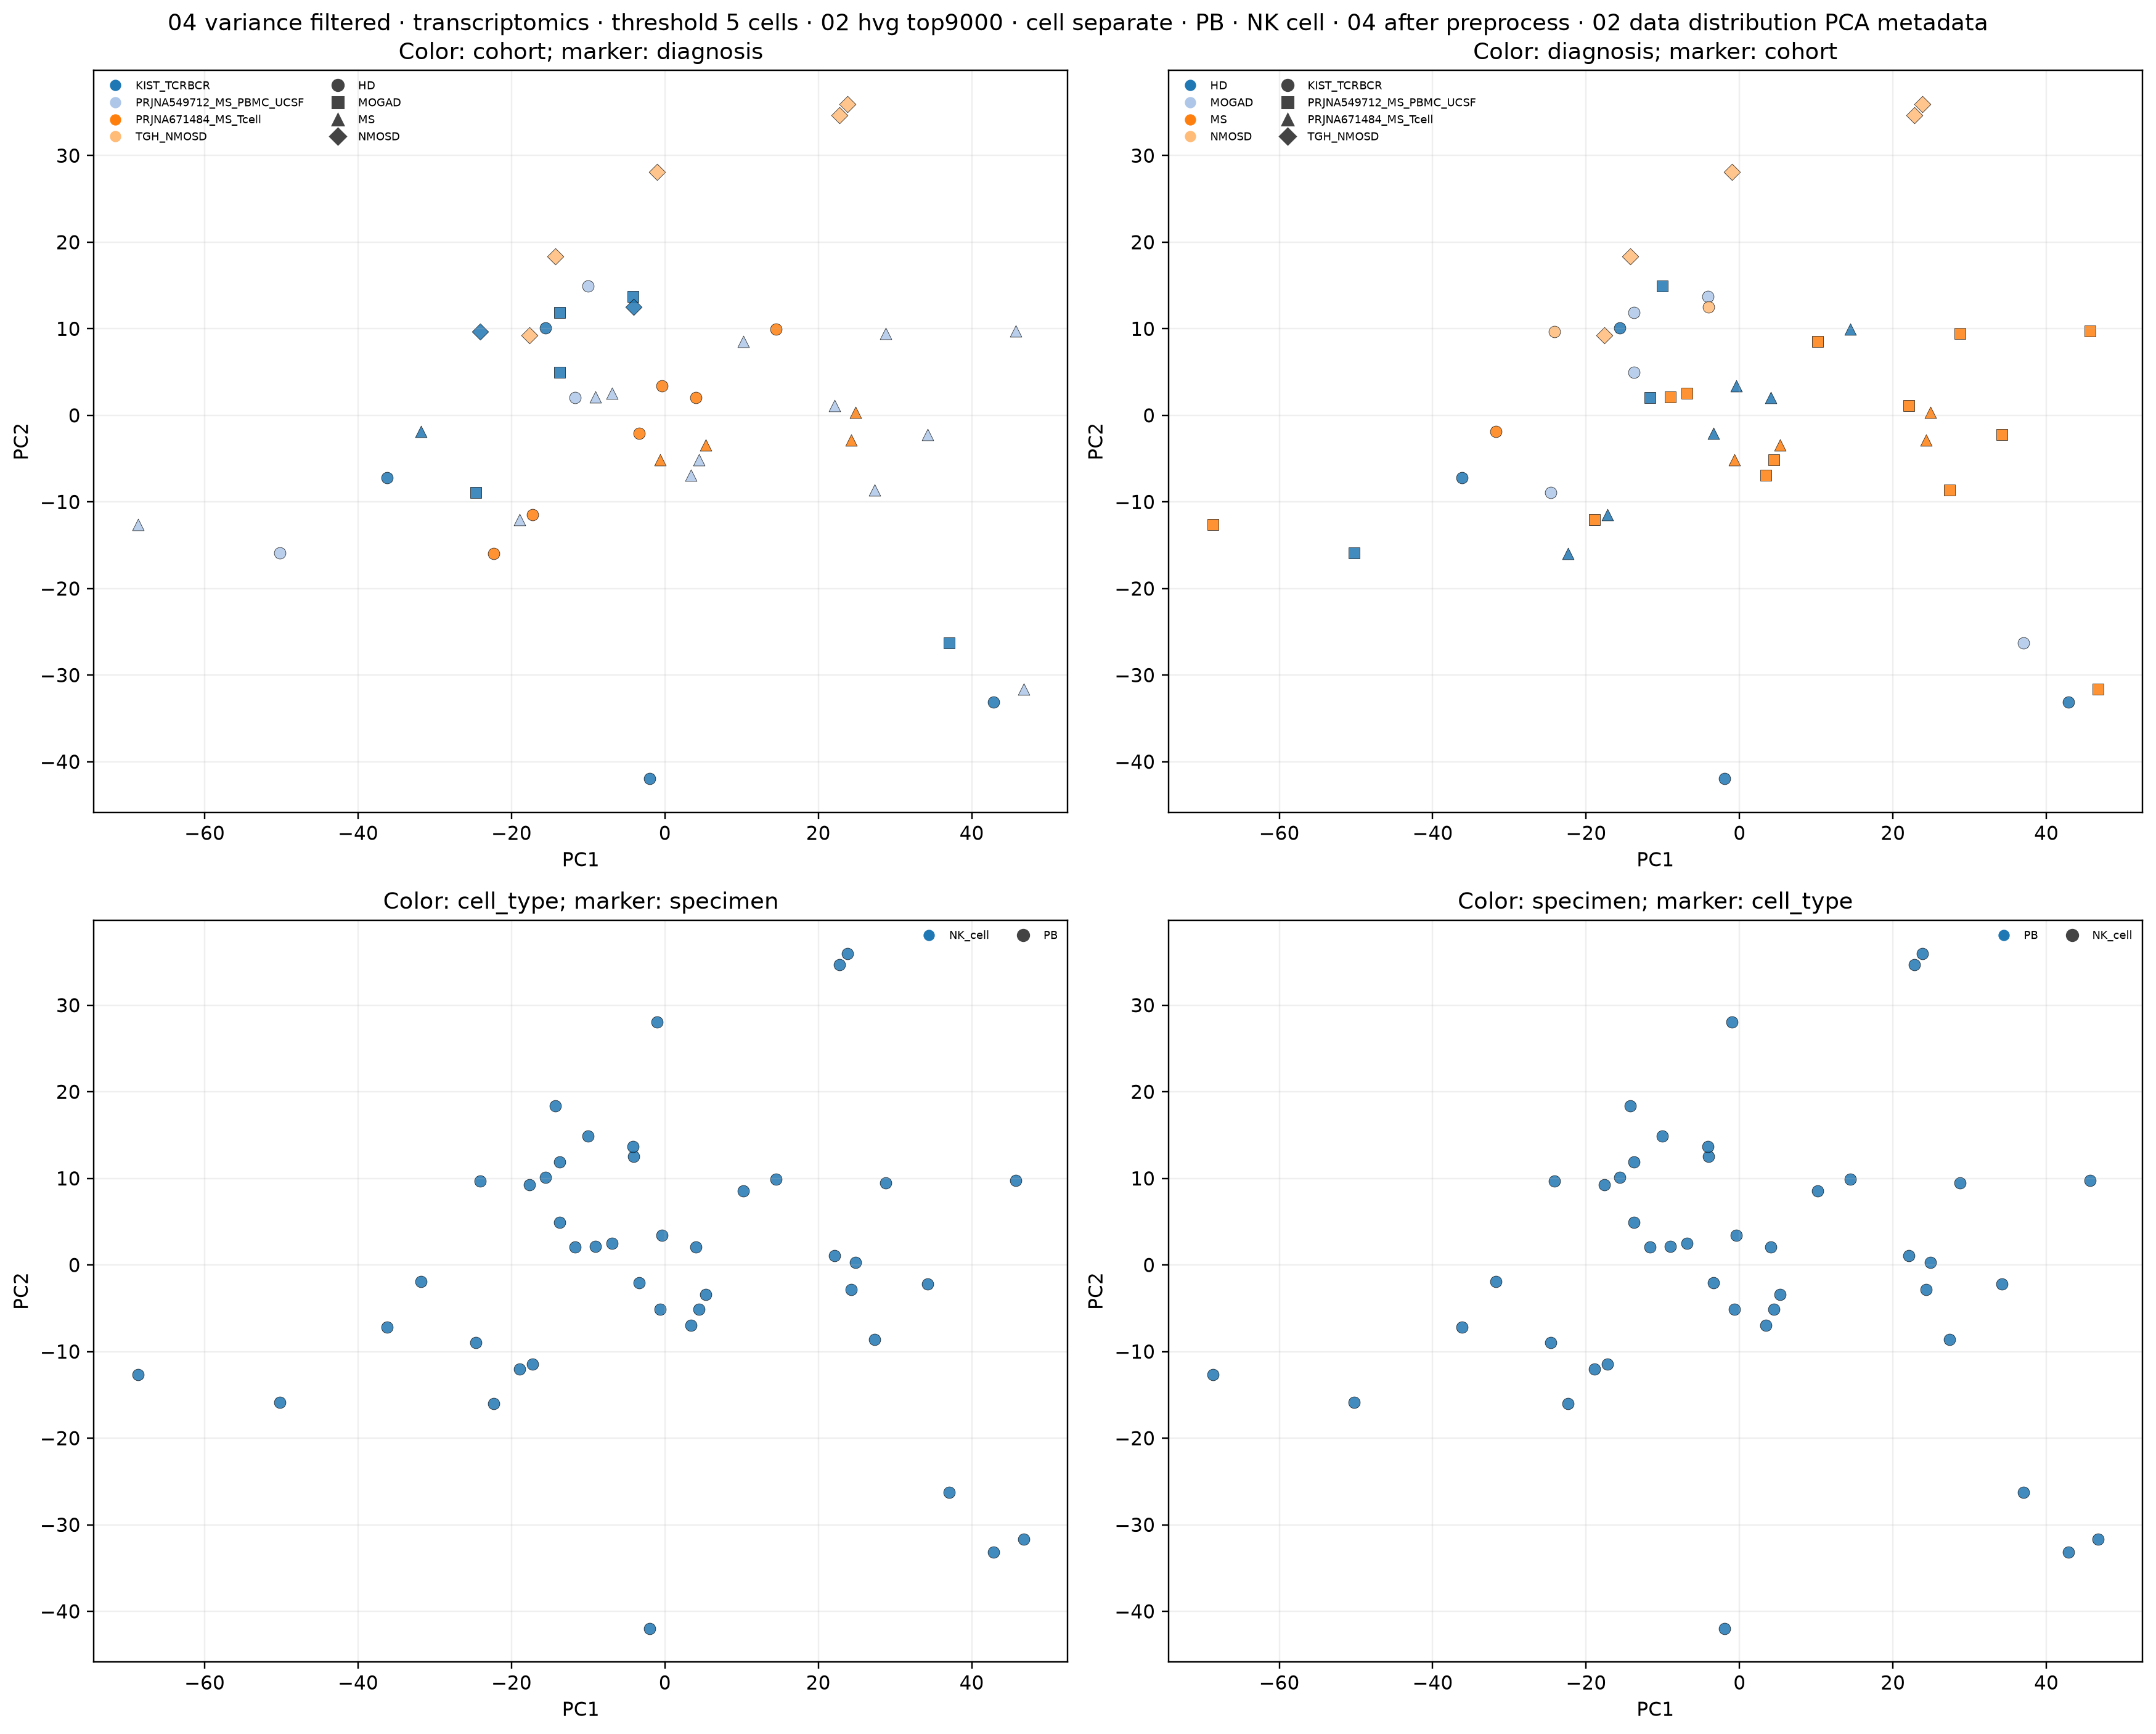 04 variance filtered · transcriptomics · threshold 5 cells · 02 hvg top9000 · cell separate · PB · NK cell · 04 after preprocess · 02 data distribution PCA metadata
Color: cohort; marker: diagnosis
KIST_TCRBCR HD
PRJNA549712_MS_PBMC_UCSF MOGAD
PRJNA671484_MS_Tcell MS
TGH_NMOSD NMOSD
30
20
10
0
−10
−20
−30
−40
PC2
−60 −40 −20 0 20 40
PC1
Color: diagnosis; marker: cohort
HD KIST_TCRBCR
MOGAD PRJNA549712_MS_PBMC_UCSF
MS PRJNA671484_MS_Tcell
NMOSD TGH_NMOSD
30
20
10
0
−10
−20
−30
−40
PC2
−60 −40 −20 0 20 40
PC1
Color: cell_type; marker: specimen
NK_cell PB
30
20
10
0
−10
−20
−30
−40
PC2
−60 −40 −20 0 20 40
PC1
Color: specimen; marker: cell_type
PB NK_cell
30
20
10
0
−10
−20
−30
−40
PC2
−60 −40 −20 0 20 40
PC1